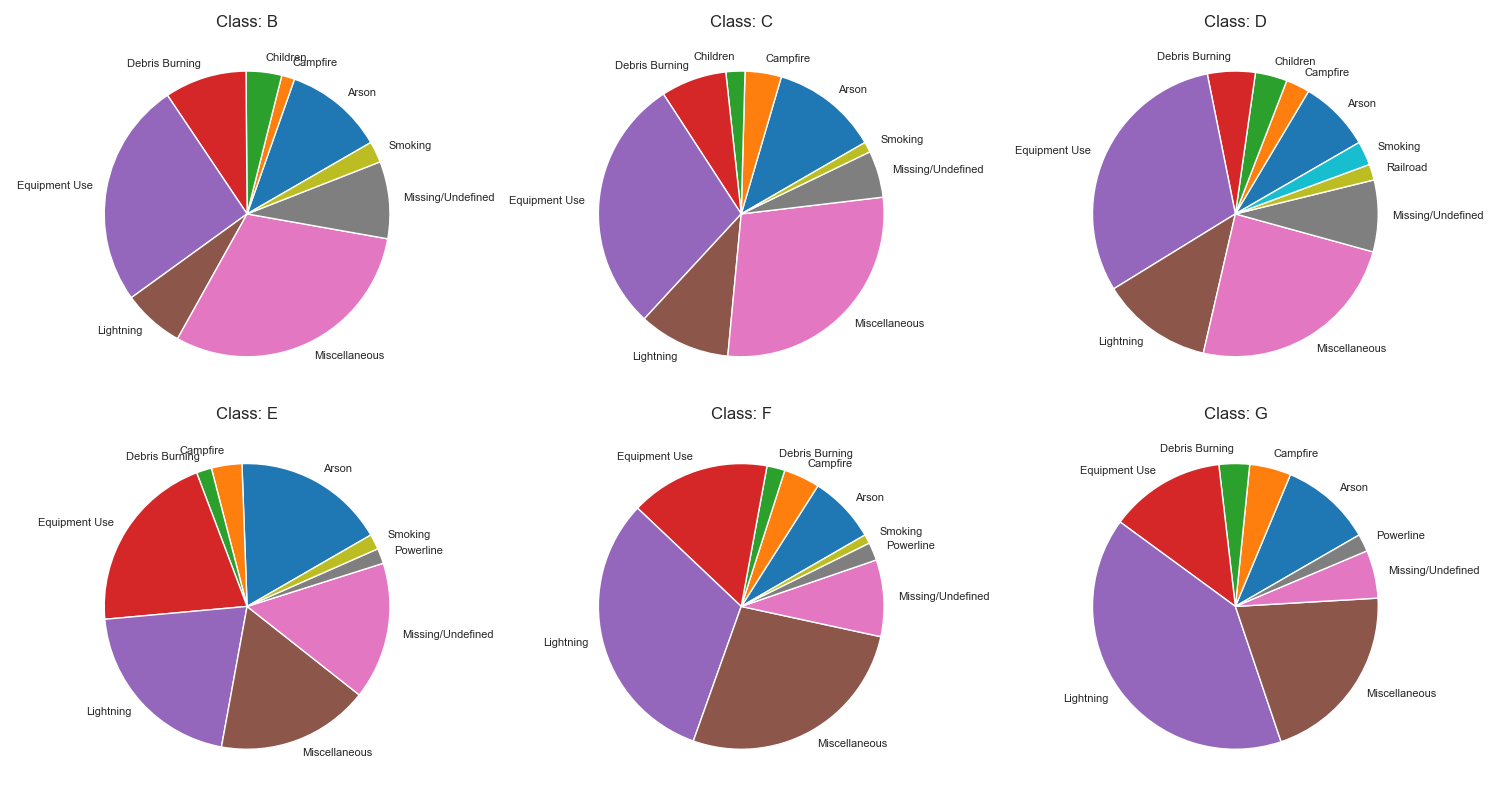 Class: B
Children
Campfire
Debris Burning
Arson
Smoking
Equipment Use
Missing/Undefined
Lightning
Miscellaneous
Class: C
Children
Campfire
Debris Burning
Arson
Smoking
Missing/Undefined
Equipment Use
Miscellaneous
Lightning
Class: D
Debris Burning
Children
Campfire
Arson
Smoking
Equipment Use
Railroad
Missing/Undefined
Lightning
Miscellaneous
Class: E
Campfire
Debris Burning
Arson
Equipment Use
Smoking
Powerline
Missing/Undefined
Lightning
Miscellaneous
Class: F
Debris Burning
Equipment Use
Campfire
Arson
Smoking
Powerline
Missing/Undefined
Lightning
Miscellaneous
Class: G
Debris Burning
Campfire
Equipment Use
Arson
Powerline
Missing/Undefined
Miscellaneous
Lightning